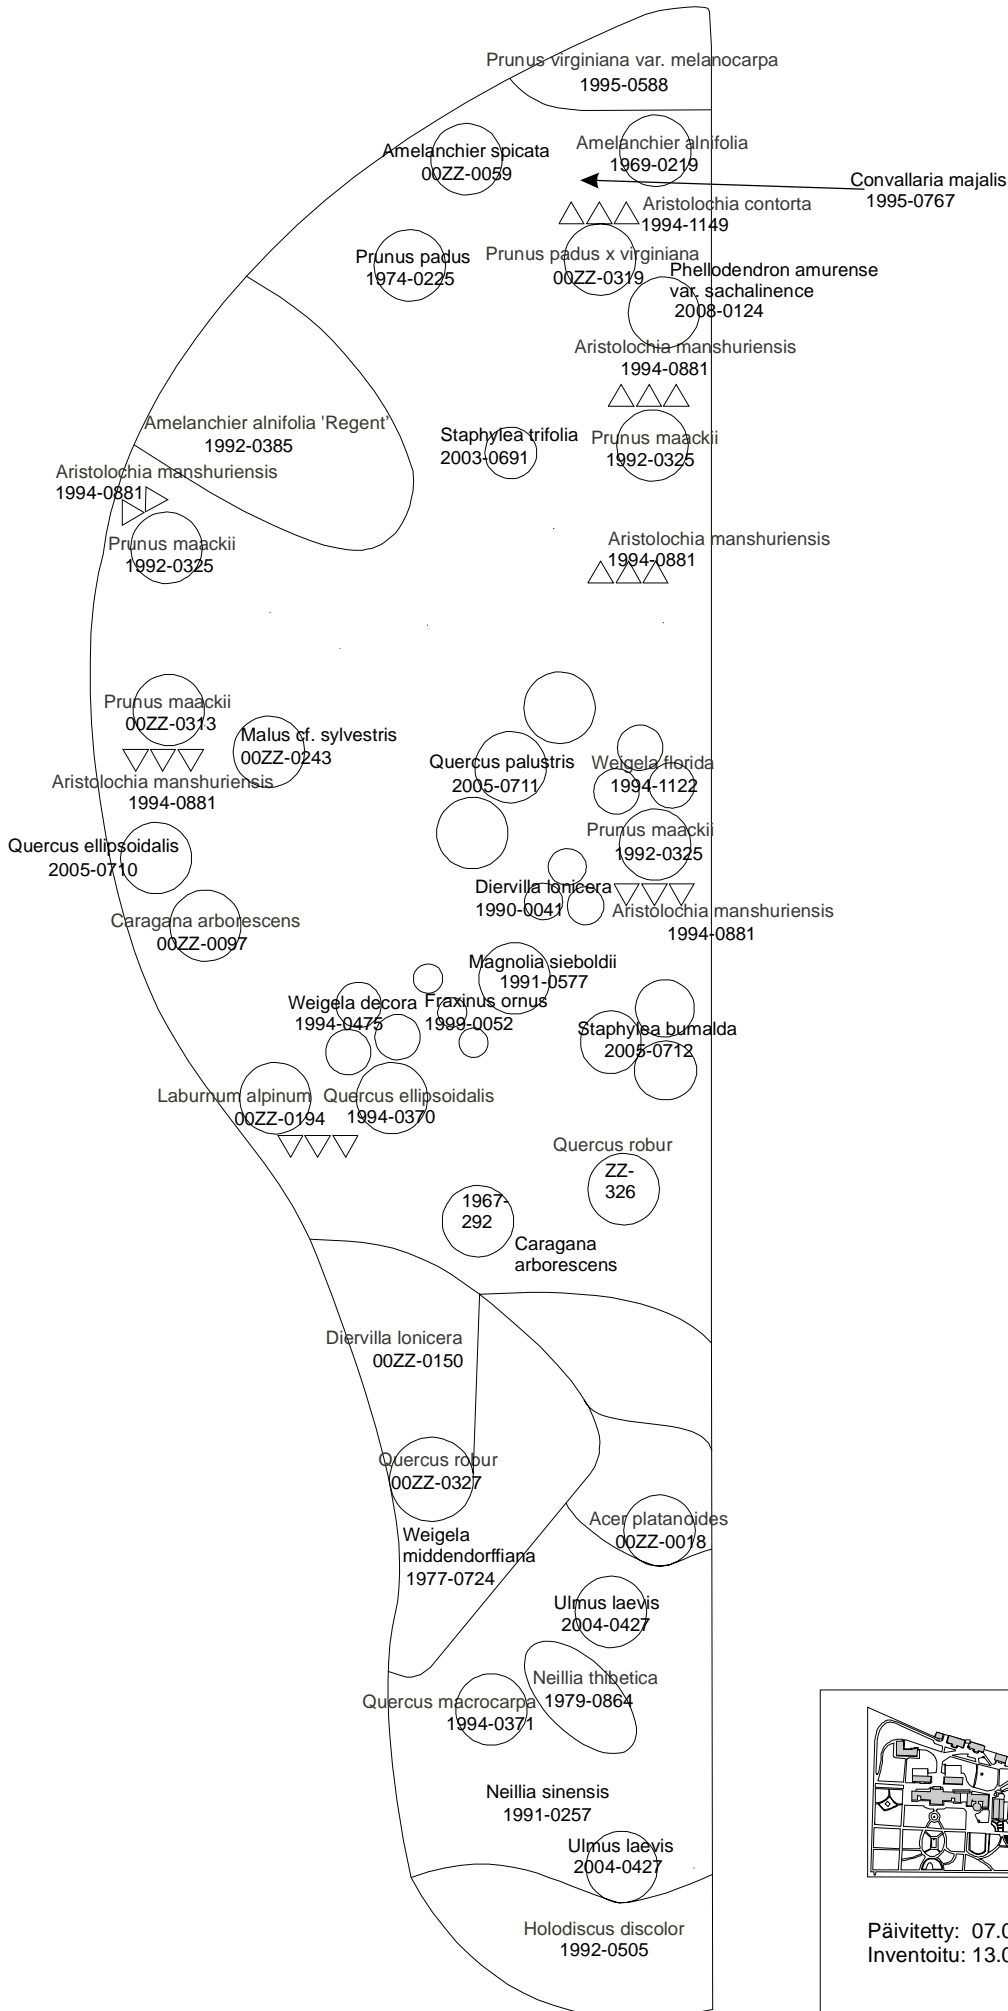 Prunus virginiana var. melanocarpa
1995-0588
Amelanchier spicata
00ZZ-0059
Amelanchier alnifolia
1969-0219
Convallaria majalis
1995-0767
Aristolochia contorta
1994-1149
Prunus padus
1974-0225
Prunus padus x virginiana
00ZZ-0319
Phellodendron amurense
var. sachalinence
2008-0124
Aristolochia manshuriensis
1994-0881
Amelanchier alnifolia 'Regent'
1992-0385
Staphylea trifolia
2003-0691
Prunus maackii
1992-0325
Aristolochia manshuriensis
1994-0881
Prunus maackii
1992-0325
Aristolochia manshuriensis
1994-0881
Prunus maackii
00ZZ-0313
Malus cf. sylvestris
00ZZ-0243
Aristolochia manshuriensis
1994-0881
Quercus palustris
2005-0711
Weigela florida
1994-1122
Prunus maackii
1992-0325
Quercus ellipsoidalis
2005-0710
Diervilla lonicera
1990-0041
Aristolochia manshuriensis
1994-0881
Caragana arborescens
00ZZ-0097
Magnolia sieboldii
1991-0577
Weigela decora
1994-0475
Fraxinus ornus
1999-0052
Staphylea bumalda
2005-0712
Laburnum alpinum
00ZZ-0194
Quercus ellipsoidalis
1994-0370
Quercus robur
ZZ-
326
1967-
292
Caragana
arborescens
Diervilla lonicera
00ZZ-0150
Quercus robur
00ZZ-0327
Weigela
middendorffiana
1977-0724
Acer platanoides
00ZZ-0018
Ulmus laevis
2004-0427
Neillia thibetica
1979-0864
Quercus macrocarpa
1994-0371
Neillia sinensis
1991-0257
Ulmus laevis
2004-0427
Holodiscus discolor
1992-0505
Päivitetty: 07.0
Inventoitu: 13.0